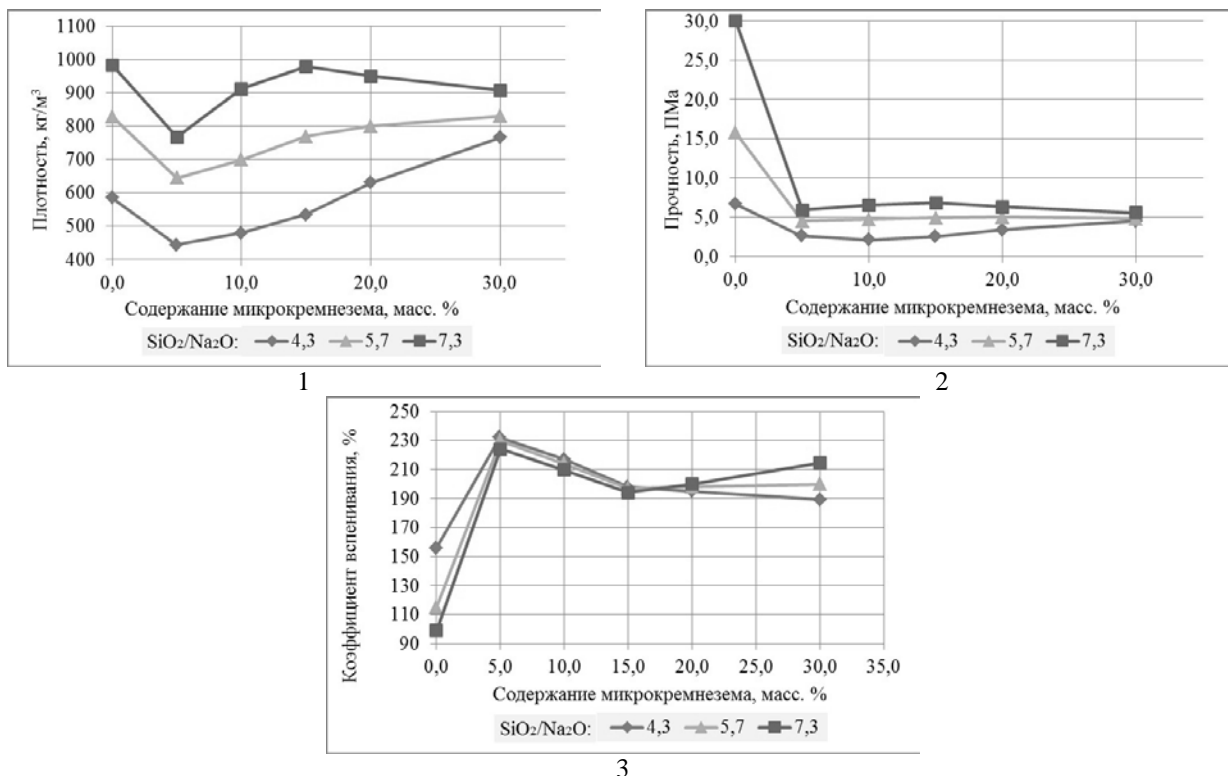 1100
1000
900
800
700
600
500
400
Плотность, кг/м³
0,0 10,0 20,0 30,0
Содержание микрокремнезема, масс. %
SiO₂/Na₂O: 4,3 5,7 7,3
1
30,0
25,0
20,0
15,0
10,0
5,0
0,0
Прочность, ПМа
0,0 10,0 20,0 30,0
Содержание микрокремнезема, масс. %
SiO₂/Na₂O: 4,3 5,7 7,3
2
250
230
210
190
170
150
130
110
90
Коэффициент вспенивания, %
0,0 5,0 10,0 15,0 20,0 25,0 30,0 35,0
Содержание микрокремнезема, масс. %
SiO₂/Na₂O: 4,3 5,7 7,3
3